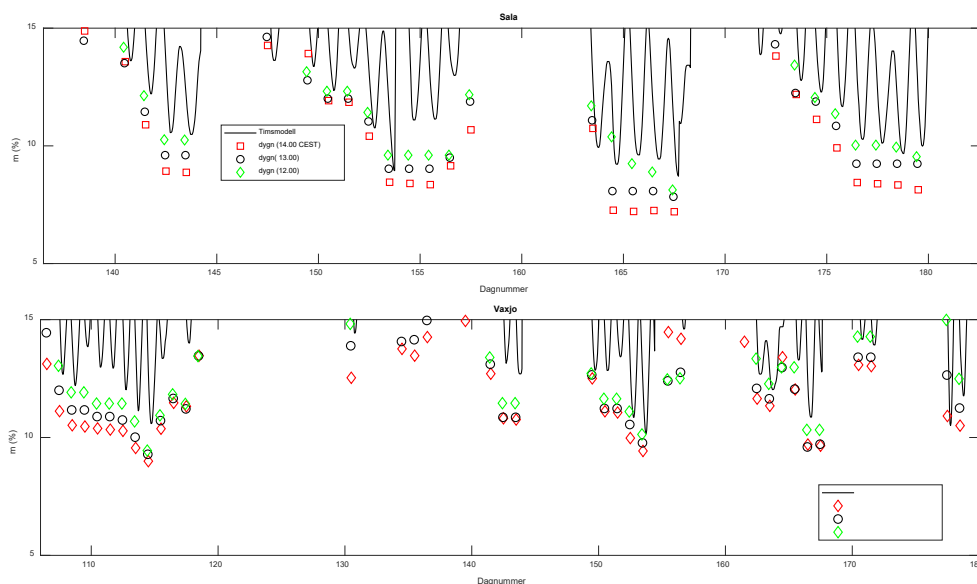 Sala
15
10
5
m (%)
Timsmodell
dygn (14.00 CEST)
dygn( 13.00)
dygn (12.00)
140 145 150 155 160 165 170 175 180
Dagnummer
Vaxjo
15
10
5
m (%)
110 120 130 140 150 160 170 180
Dagnummer